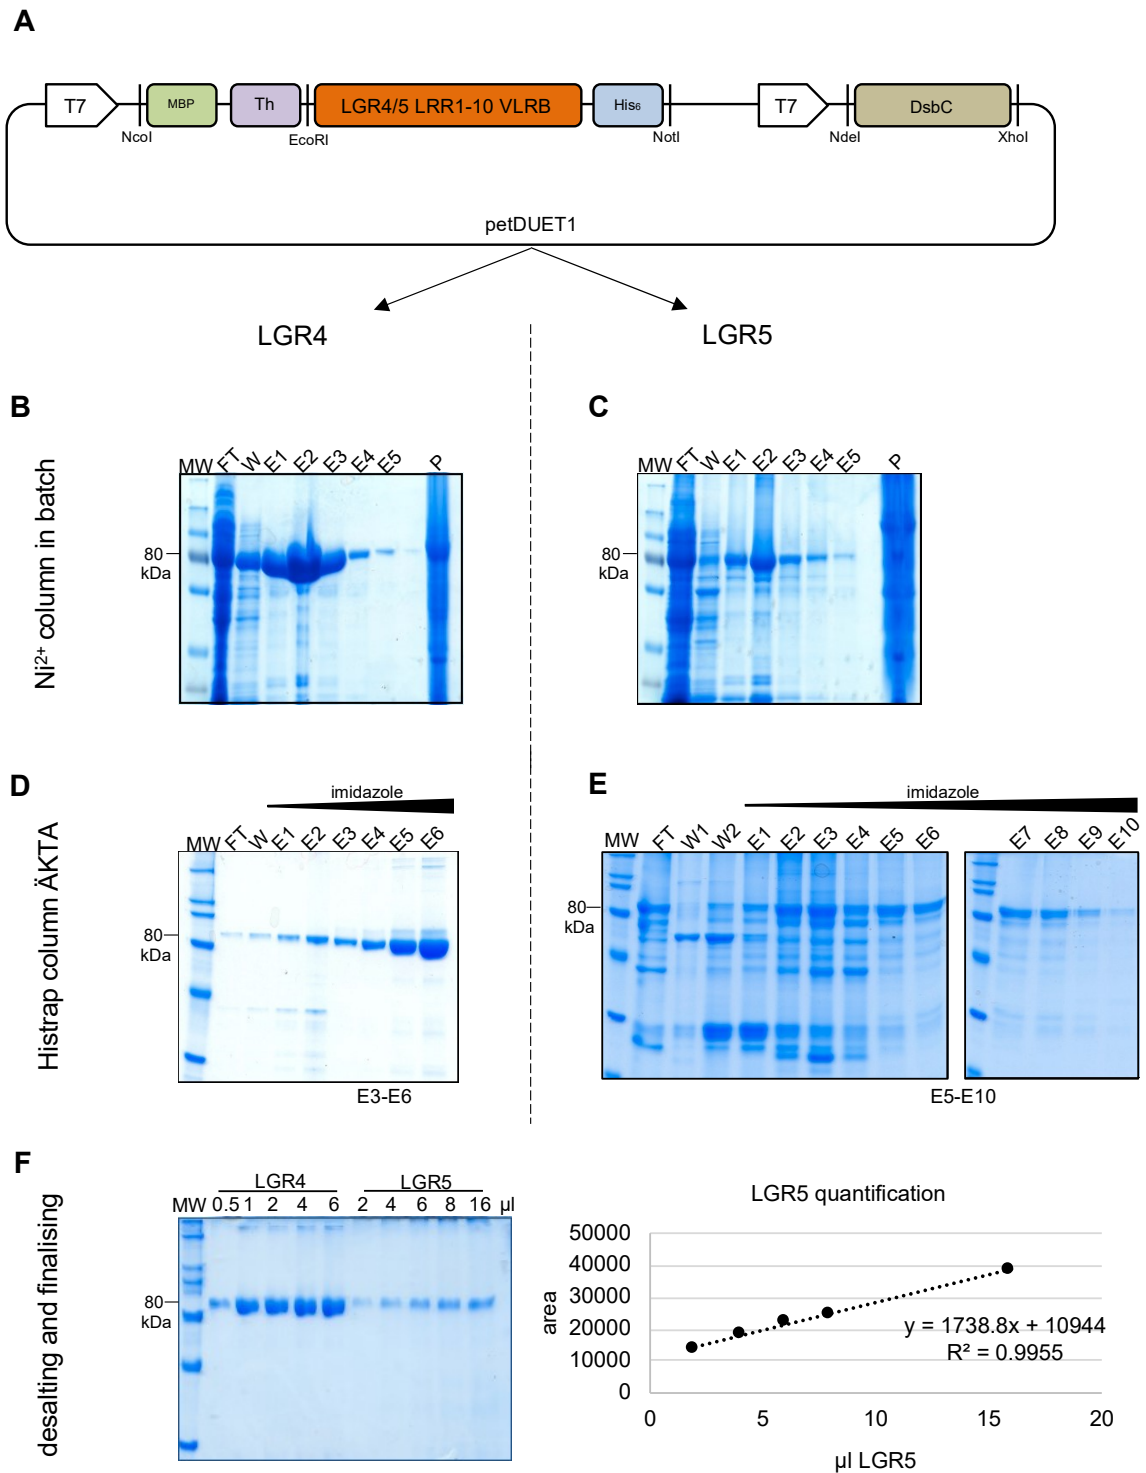 A
T7
MBP
Th
LGR4/5 LRR1-10 VLRB
His₆
T7
DsbC
NcoI
EcoRI
NotI
NdeI
XhoI
petDUET1
LGR4
LGR5
B
Ni²⁺ column in batch
MW FT W E1 E2 E3 E4 E5 P
80
kDa
C
MW FT W E1 E2 E3 E4 E5 P
80
kDa
D
Histrap column ÄKTA
imidazole
MW FT W E1 E2 E3 E4 E5 E6
80
kDa
E3-E6
E
imidazole
MW FT W1 W2 E1 E2 E3 E4 E5 E6 E7 E8 E9 E10
80
kDa
E5-E10
F
desalting and finalising
LGR4 LGR5
MW 0.5 1 2 4 6 2 4 6 8 16 µl
80
kDa
LGR5 quantification
area
50000
40000
30000
20000
10000
0
y = 1738.8x + 10944
R² = 0.9955
0 5 10 15 20
µl LGR5